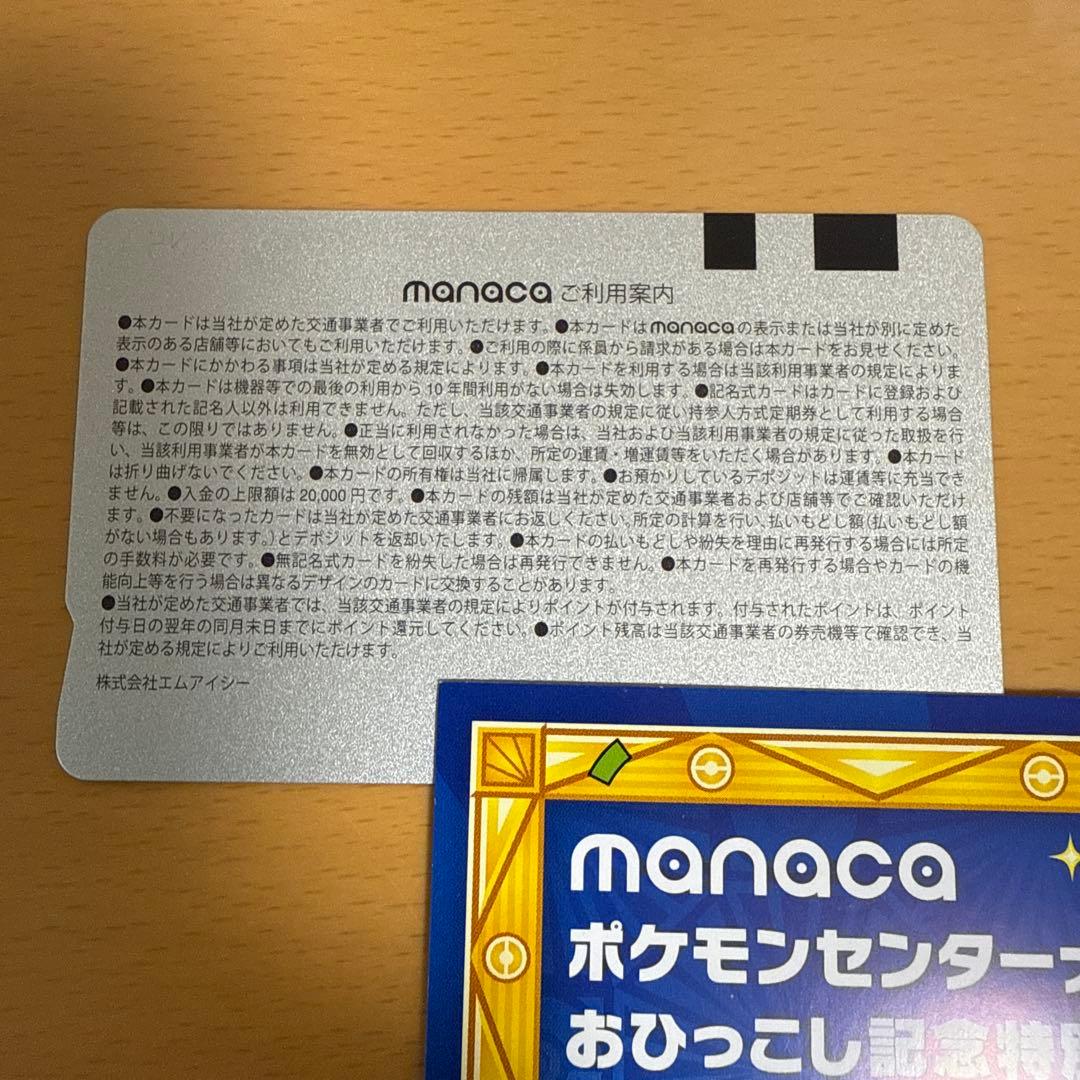 manaca ご利用案内
●本カードは当社が定めた交通事業者でご利用いただけます。●本カードはmanacaの表示または当社が別に定めた
表示のある店舗等においてもご利用いただけます。●ご利用の際に係員から請求がある場合は本カードをお見せください。
●本カードにかかわる事項は当社が定める規定によります。●本カードを利用する場合は当該利用事業者の規定によりま
す。●本カードは機器等での最後の利用から10年間利用がない場合は失効します。●記名式カードはカードに登録および
記載された記名人以外は利用できません。ただし、当該交通事業者の規定に従い持参人方式定期券として利用する場合
等は、この限りではありません。●正当に利用されなかった場合は、当社および当該利用事業者の規定に従った取扱を行
い、当該利用事業者が本カードを無効として回収するほか、所定の運賃・増運賃等をいただく場合があります。●本カード
は折り曲げないでください。●本カードの所有権は当社に帰属します。●お預かりしているデポジットは運賃等に充当でき
ません。●入金の上限額は20,000円です。●本カードの残額は当社が定めた交通事業者および店舗等でご確認いただけ
ます。●不要になったカードは当社が定めた交通事業者にお返しください。所定の計算を行い、払いもどし額(払いもどし額
がない場合もあります。)とデポジットを返却いたします。●本カードの払いもどしや紛失を理由に再発行する場合には所定
の手数料が必要です。●無記名式カードを紛失した場合は再発行できません。●本カードを再発行する場合やカードの機
能向上等を行う場合は異なるデザインのカードに交換することがあります。
●当社が定めた交通事業者では、当該交通事業者の規定によりポイントが付与されます。付与されたポイントは、ポイント
付与日の翌年の同月末日までにポイント還元してください。●ポイント残高は当該交通事業者の券売機等で確認でき、当
社が定める規定によりご利用いただけます。
株式会社エムアイシー
manaca
ポケモンセンター
おひっこし記念特